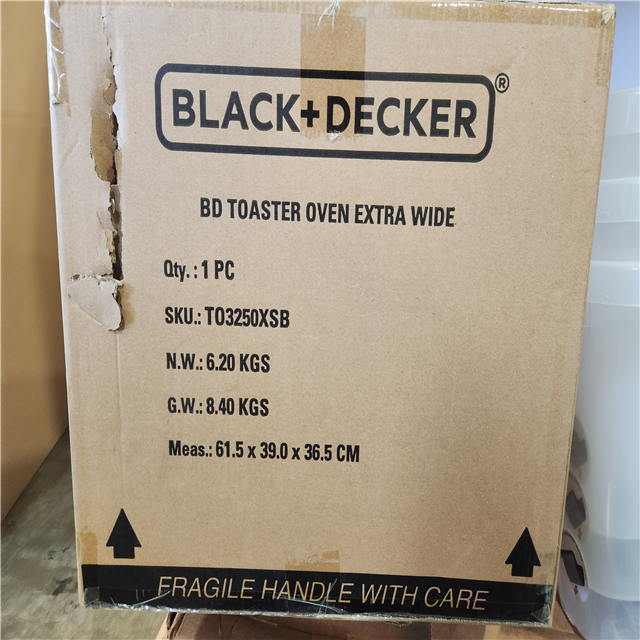 BLACK+DECKER®
BD TOASTER OVEN EXTRA WIDE
Qty. : 1 PC
SKU.: TO3250XSB
N.W.: 6.20 KGS
G.W.: 8.40 KGS
Meas.: 61.5 x 39.0 x 36.5 CM
FRAGILE HANDLE WITH CARE